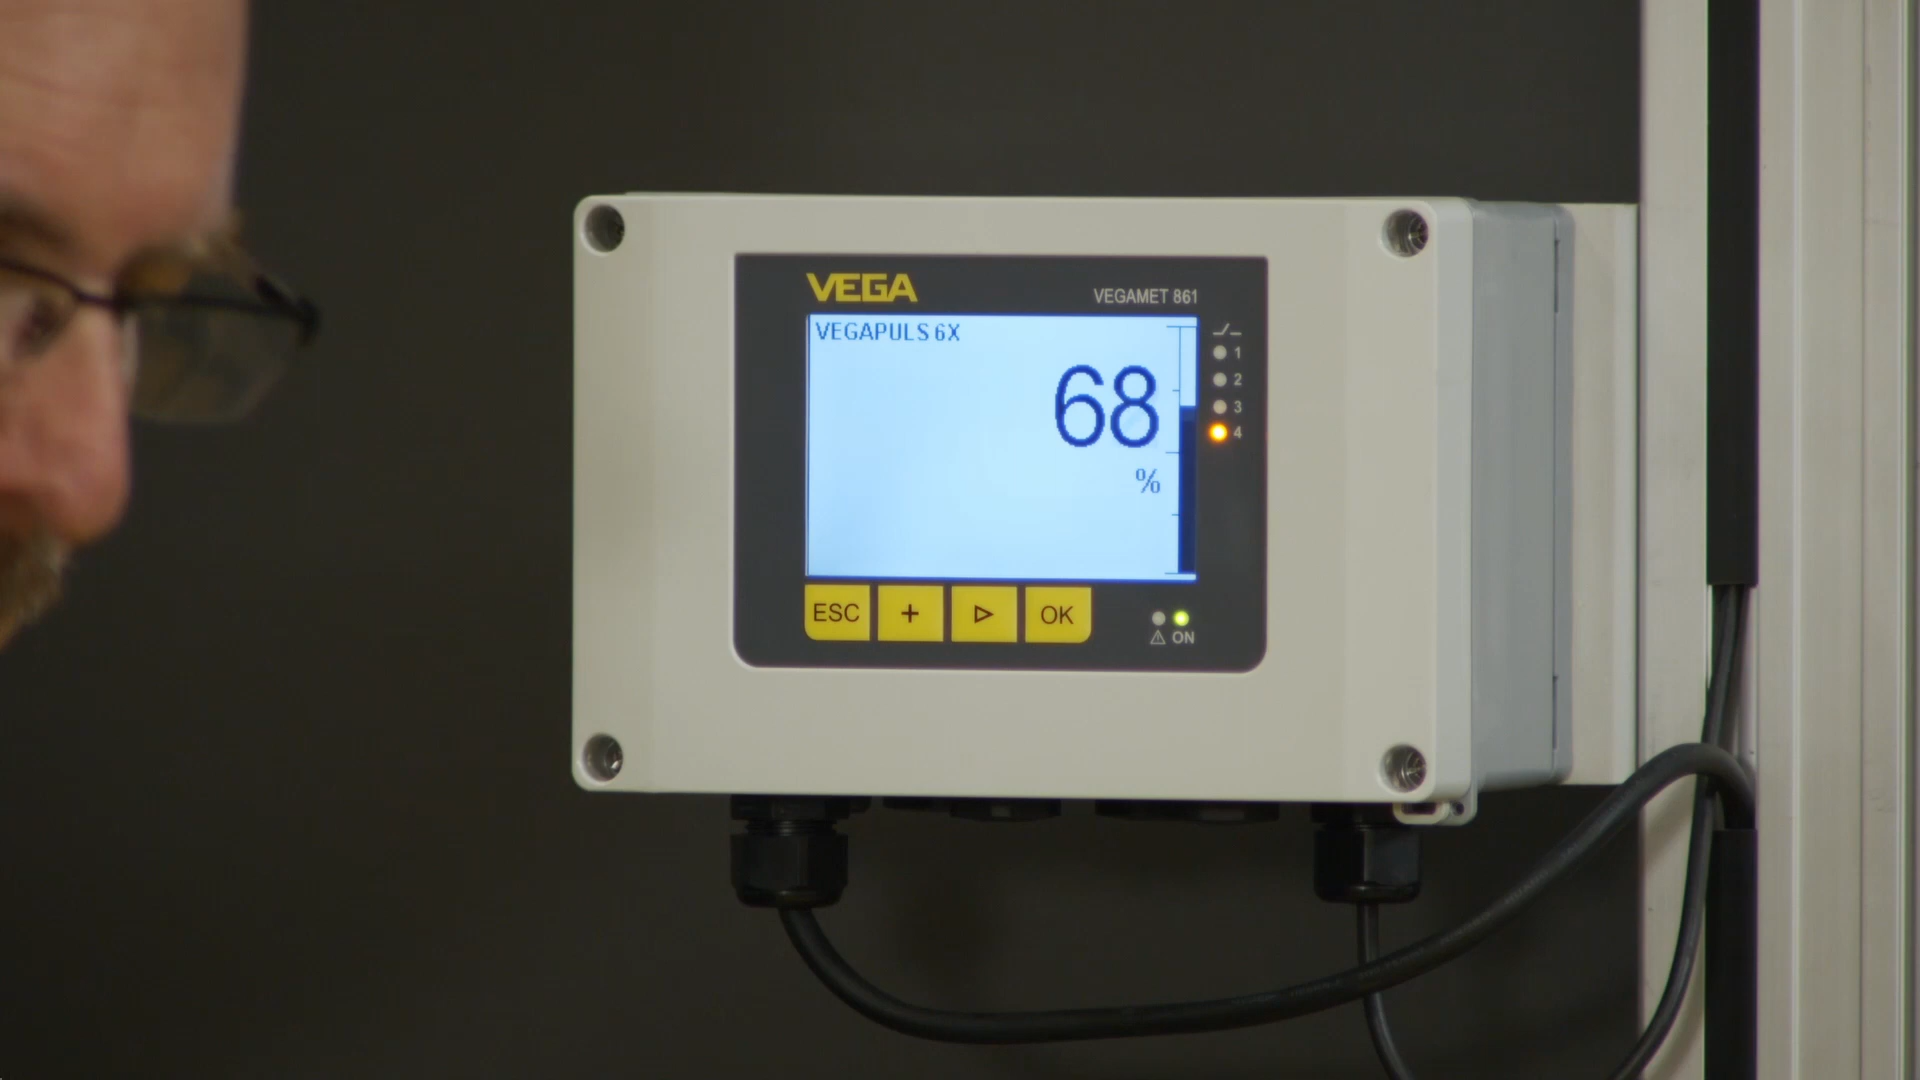 VEGA
VEGAMET 861
VEGAPULS 6X
68
%
1
2
3
4
ESC + ▷ OK
⚠ ON